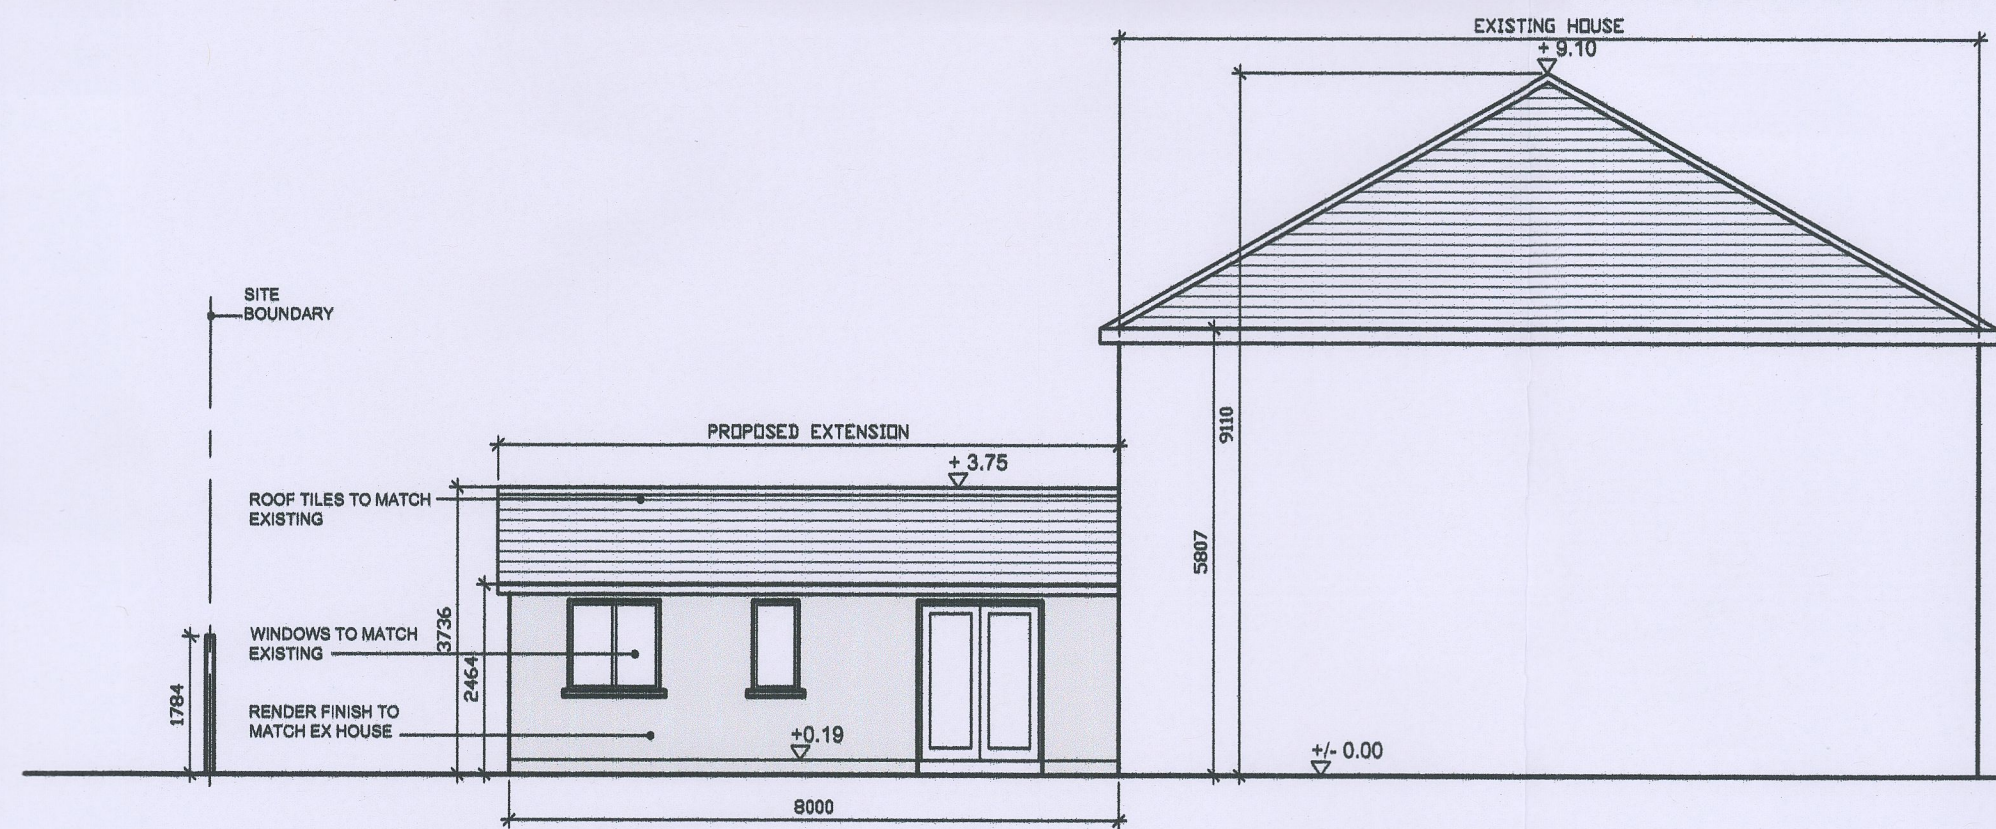 EXISTING HOUSE
+ 9.10
SITE
BOUNDARY
PROPOSED EXTENSION
+ 3.75
ROOF TILES TO MATCH
EXISTING
9110
5807
3736
2464
WINDOWS TO MATCH
EXISTING
1784
RENDER FINISH TO
MATCH EX HOUSE
+0.19
+/- 0.00
8000